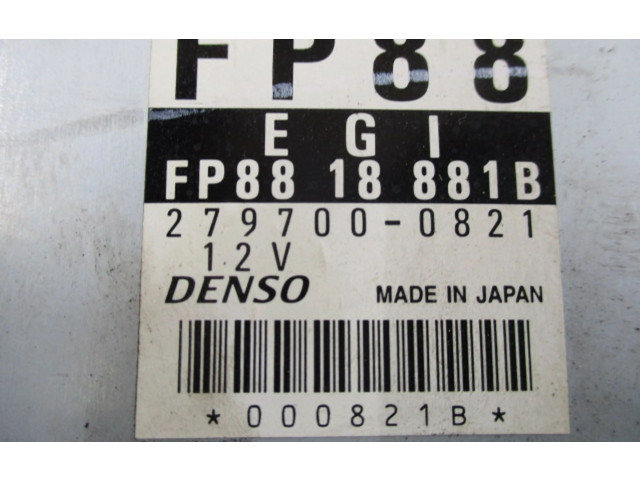 FP88
EGI
FP88 18 881B
279700-0821
12V
DENSO MADE IN JAPAN
*000821B*